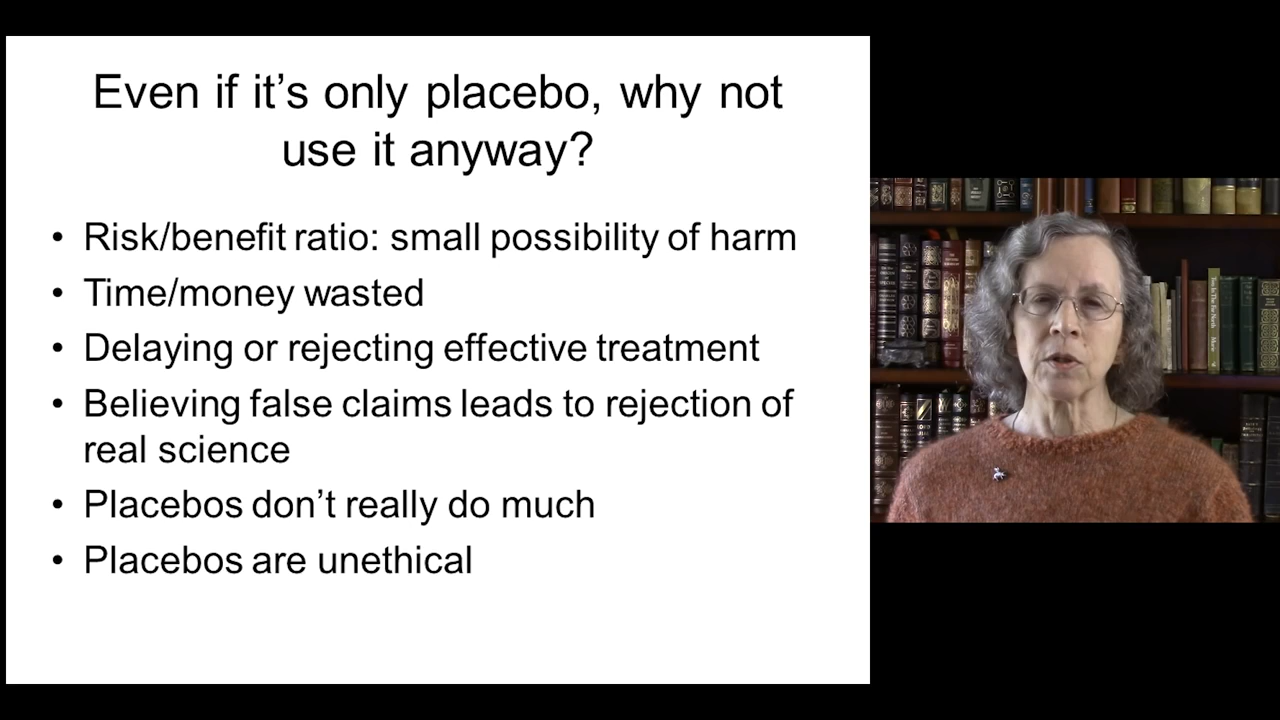 Even if it’s only placebo, why not
use it anyway?
• Risk/benefit ratio: small possibility of harm
• Time/money wasted
• Delaying or rejecting effective treatment
• Believing false claims leads to rejection of
real science
• Placebos don’t really do much
• Placebos are unethical